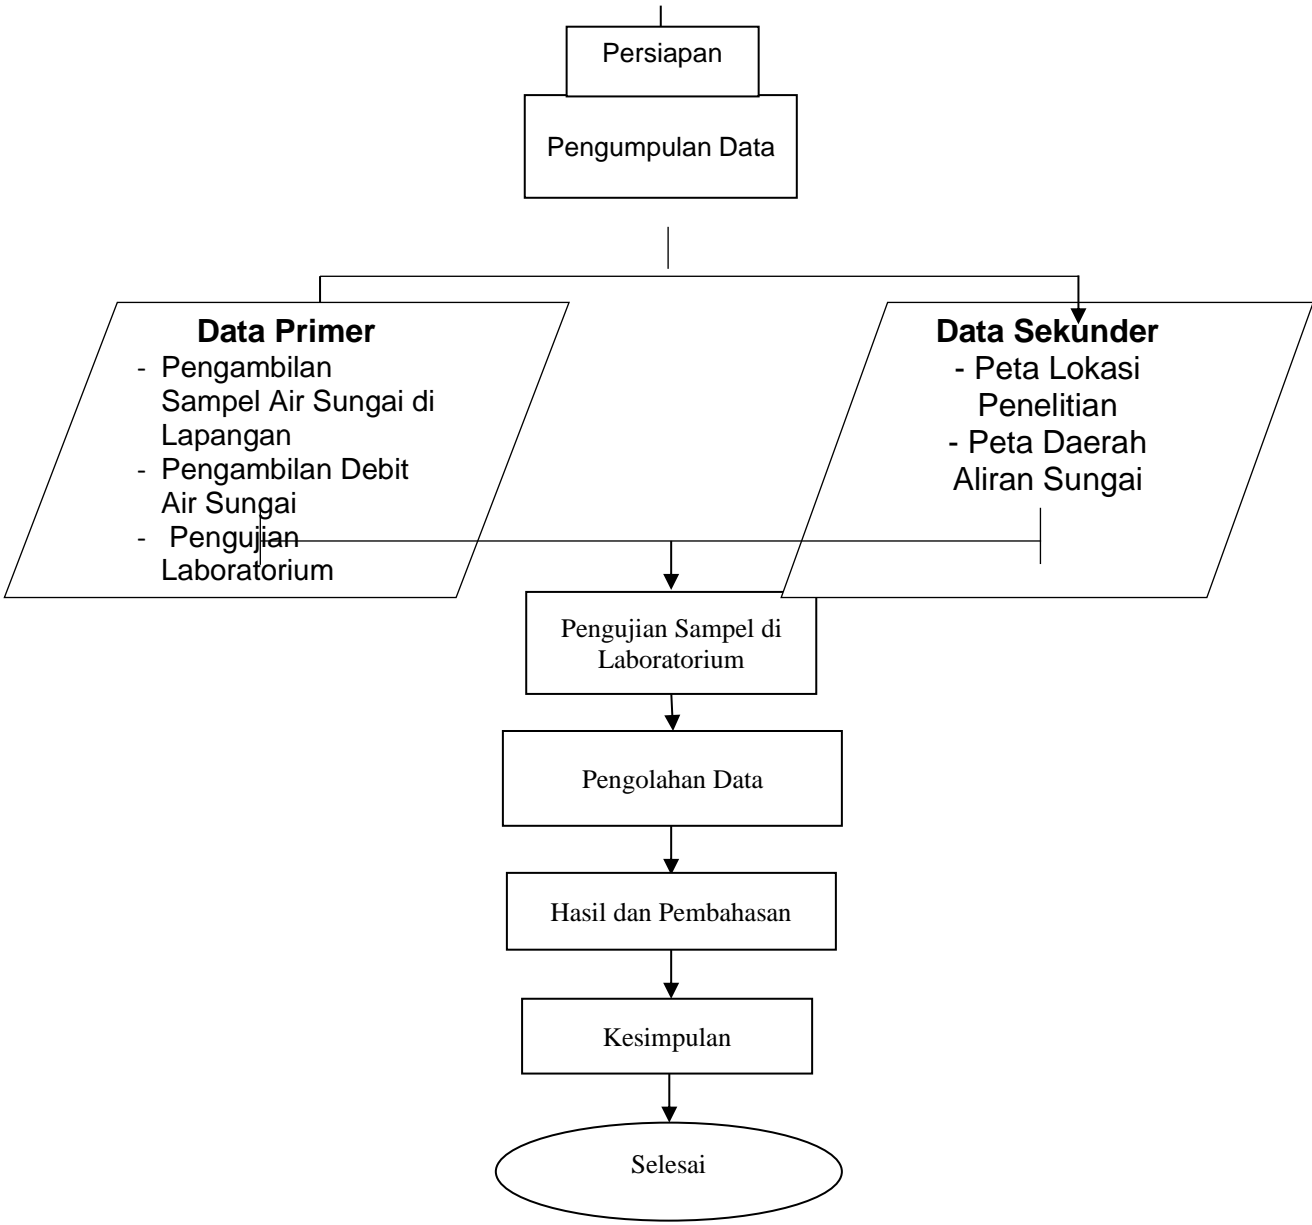 Persiapan
Pengumpulan Data
Data Primer
- Pengambilan
Sampel Air Sungai di
Lapangan
- Pengambilan Debit
Air Sungai
- Pengujian
Laboratorium
Data Sekunder
- Peta Lokasi
Penelitian
- Peta Daerah
Aliran Sungai
Pengujian Sampel di
Laboratorium
Pengolahan Data
Hasil dan Pembahasan
Kesimpulan
Selesai